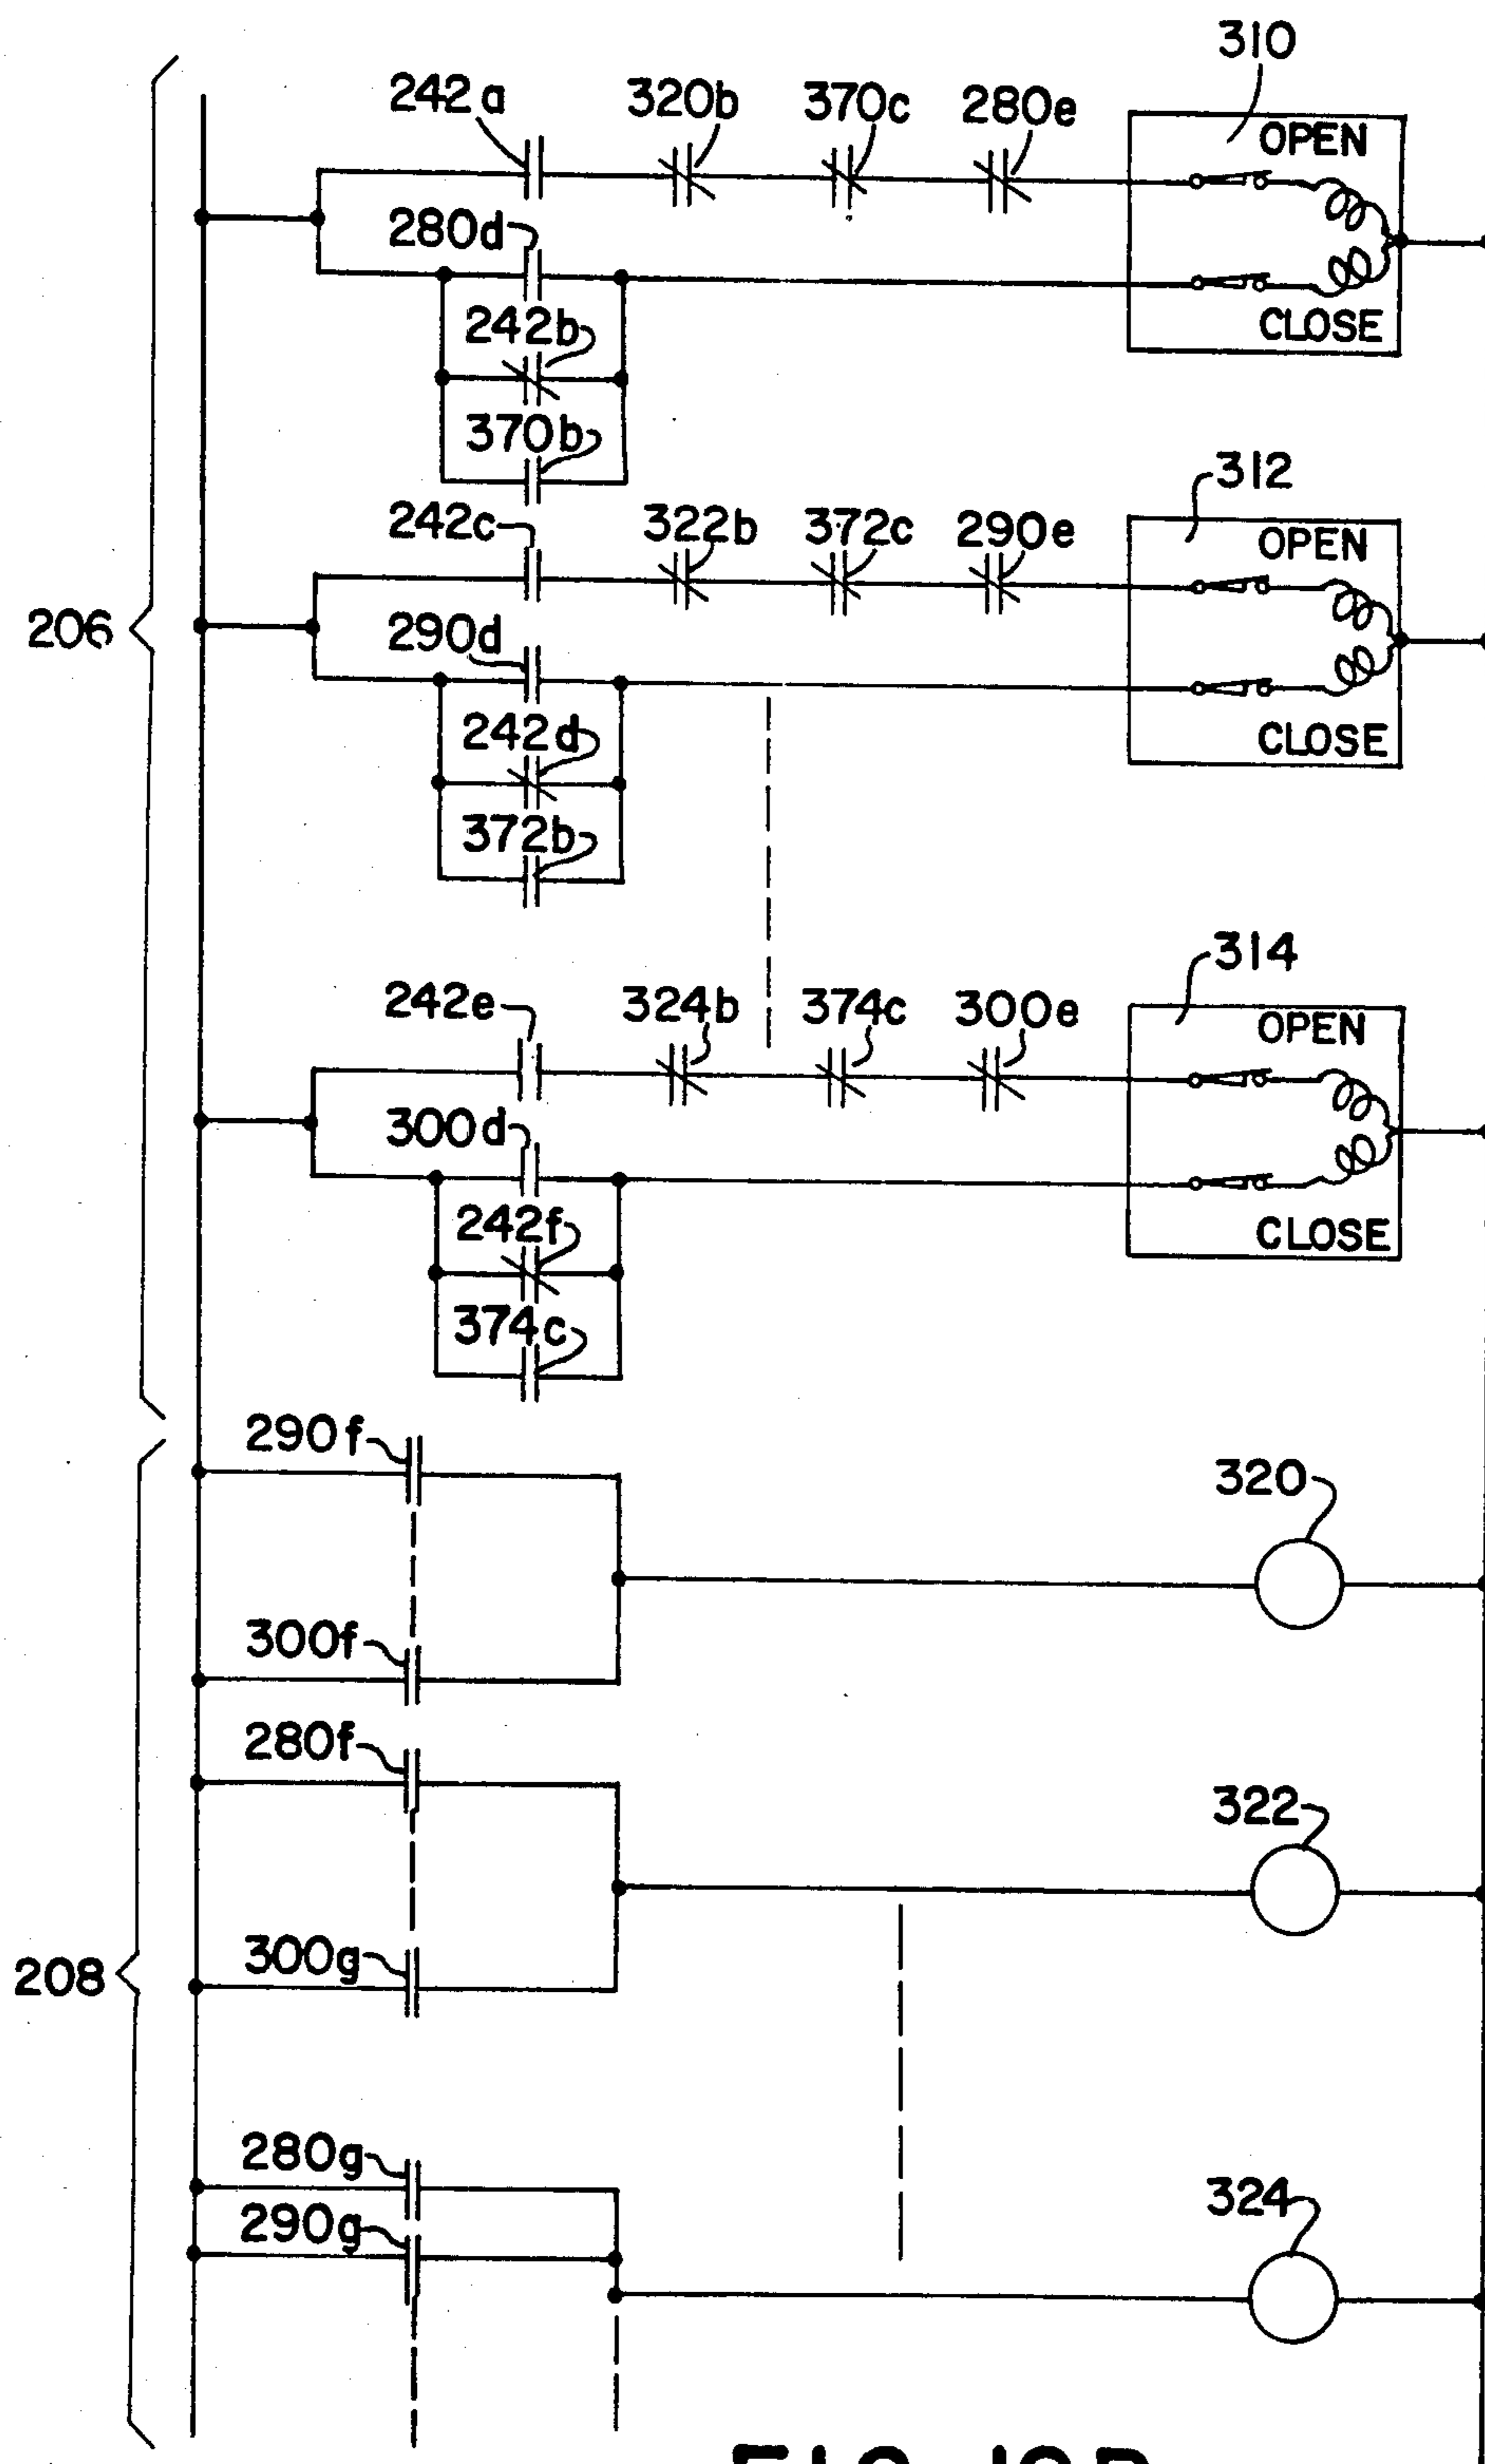 310
242a 320b 370c 280e
OPEN
280d
242b
CLOSE
370b
312
242c 322b 372c 290e
OPEN
206
290d
242d
CLOSE
372b
314
242e 324b 374c 300e
OPEN
300d
242f
CLOSE
374c
290f
320
300f
280f
322
300g
208
280g
324
290g